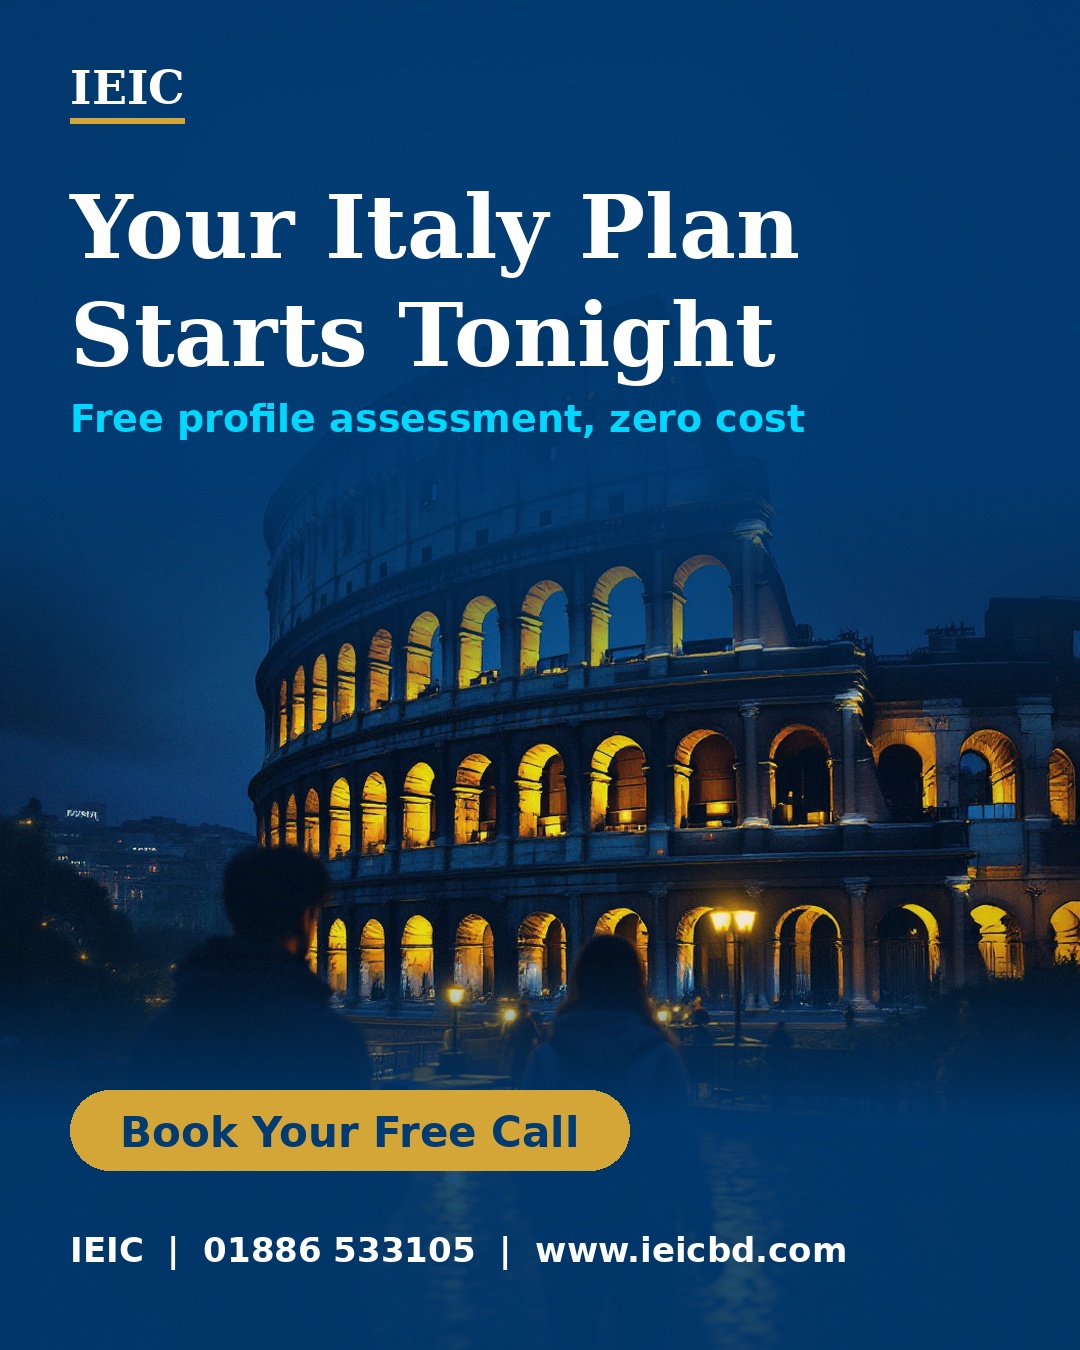 IEIC
Your Italy Plan
Starts Tonight
Free profile assessment, zero cost
Book Your Free Call
IEIC | 01886 533105 | www.ieicbd.com